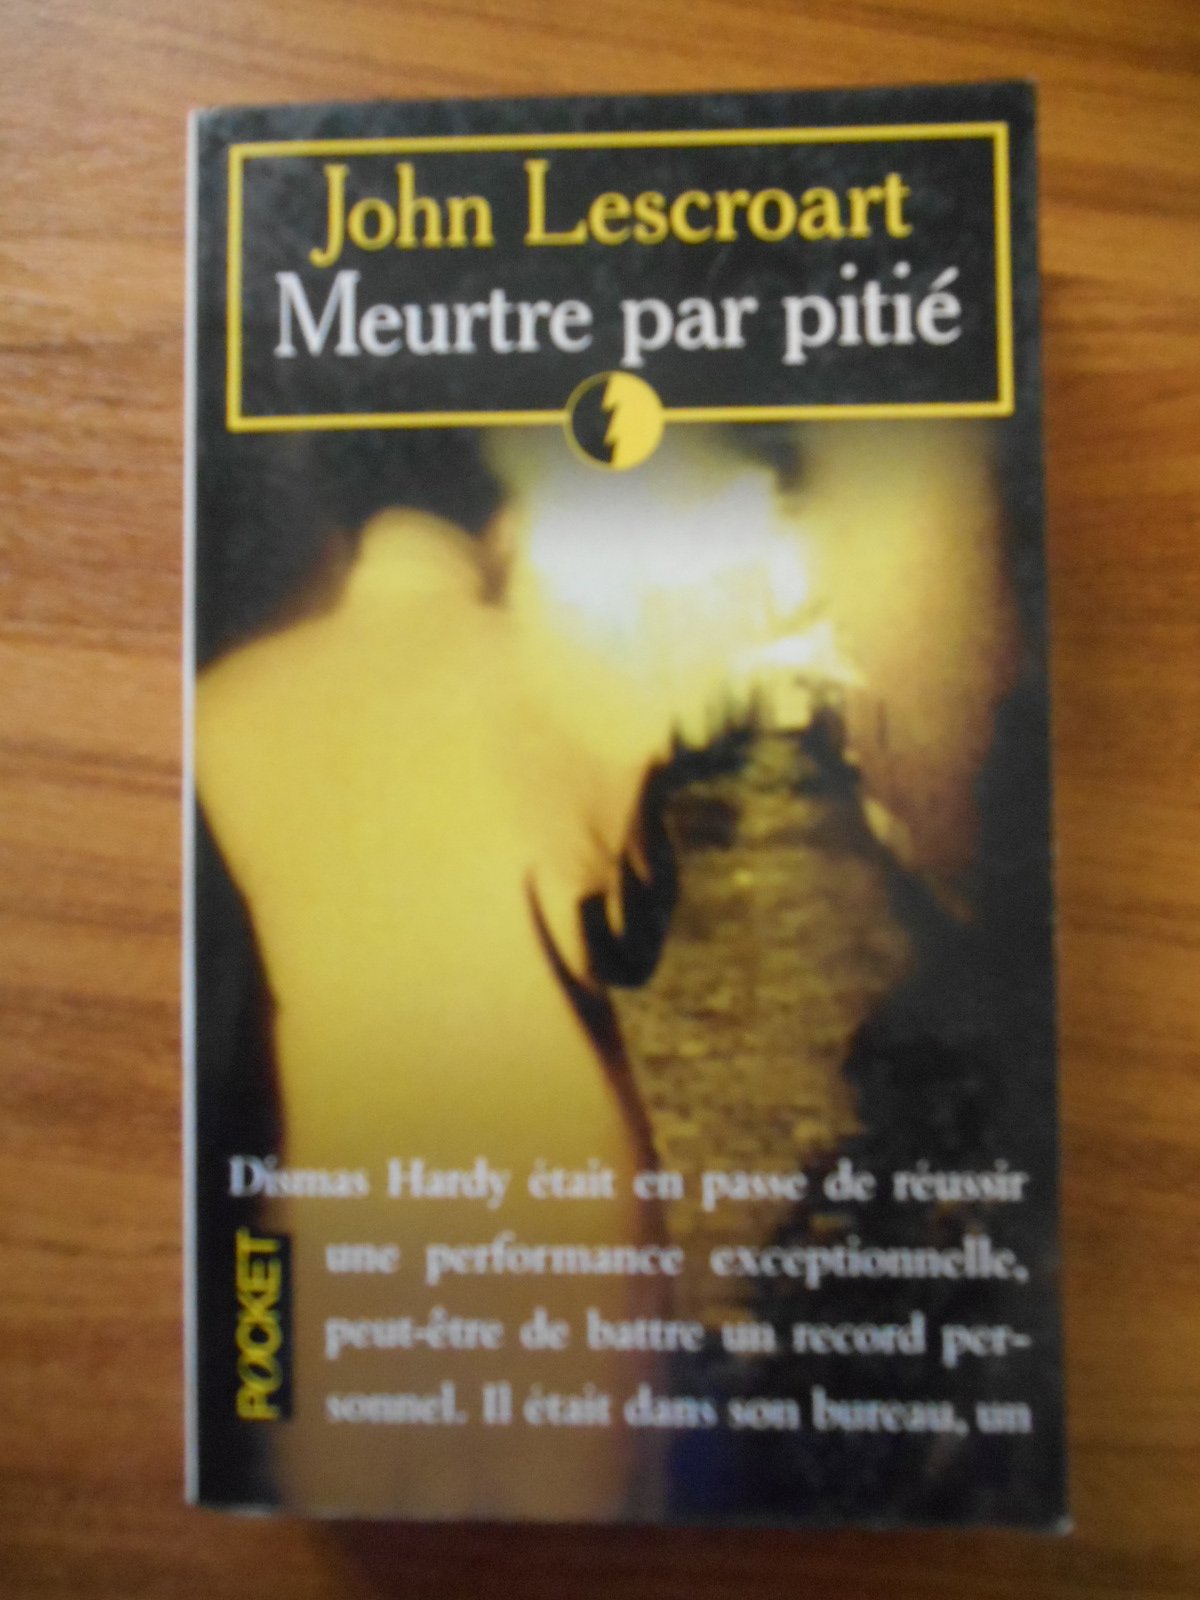 John Lescroart
Meurtre par pitié
Dismas Hardy était en passe de réussir
une performance exceptionnelle,
peut-être de battre un record per-
sonnel. Il était dans son bureau, un
POCKET